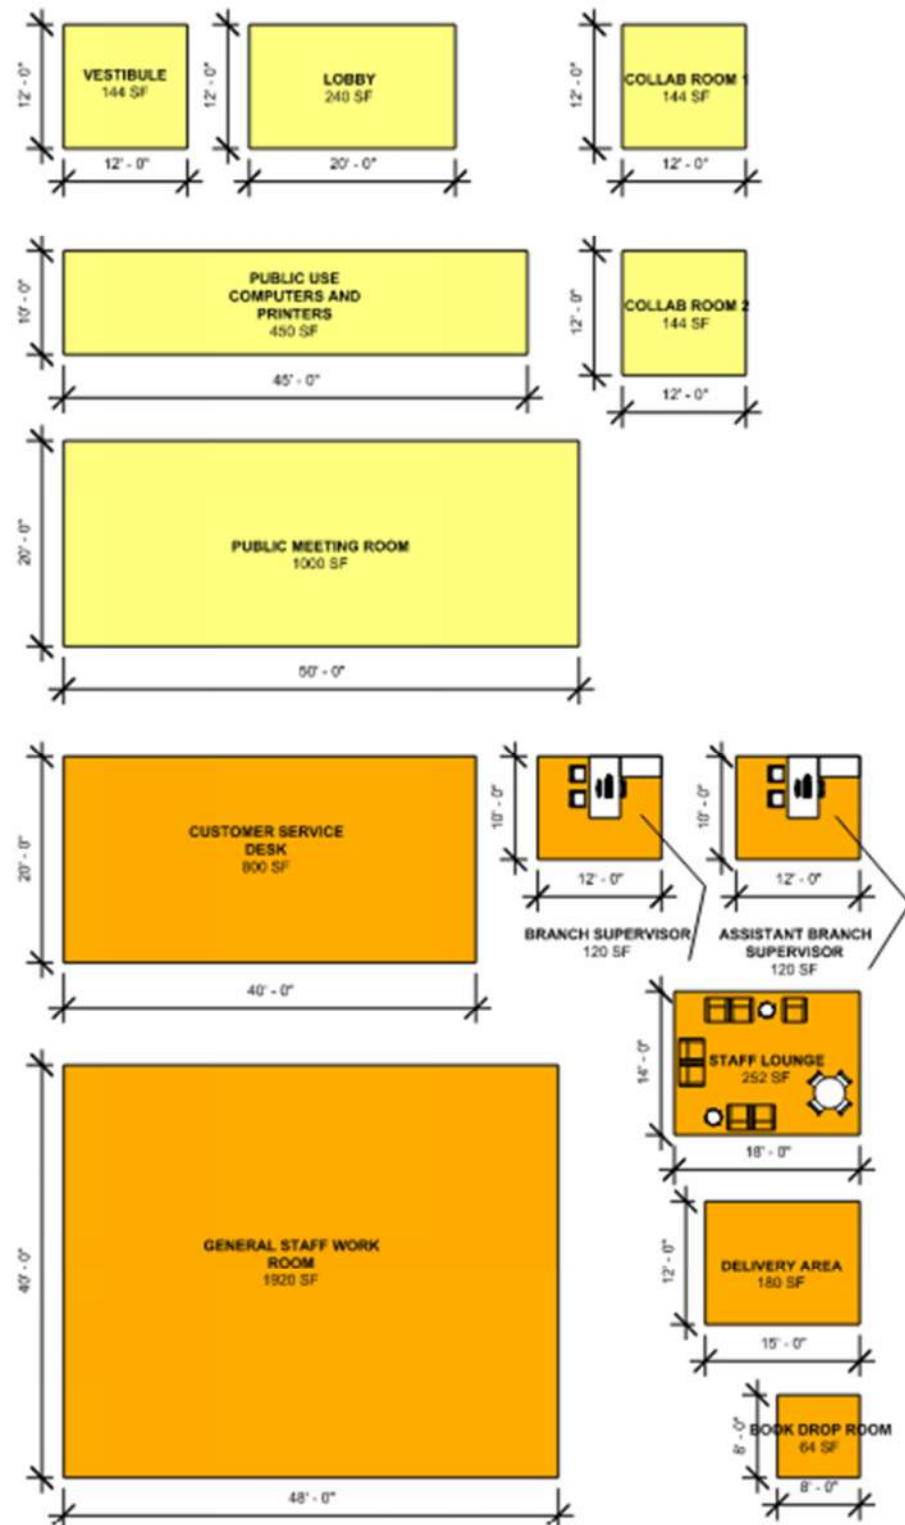 12' - 0"
VESTIBULE
144 SF
12' - 0"
12' - 0"
LOBBY
240 SF
20' - 0"
12' - 0"
COLLAB ROOM 1
144 SF
12' - 0"
10' - 0"
PUBLIC USE
COMPUTERS AND
PRINTERS
450 SF
45' - 0"
12' - 0"
COLLAB ROOM 2
144 SF
12' - 0"
20' - 0"
PUBLIC MEETING ROOM
1000 SF
50' - 0"
20' - 0"
CUSTOMER SERVICE
DESK
800 SF
40' - 0"
10' - 0"
12' - 0"
BRANCH SUPERVISOR
120 SF
10' - 0"
12' - 0"
ASSISTANT BRANCH
SUPERVISOR
120 SF
14' - 0"
STAFF LOUNGE
252 SF
18' - 0"
40' - 0"
GENERAL STAFF WORK
ROOM
1920 SF
48' - 0"
12' - 0"
DELIVERY AREA
180 SF
15' - 0"
8' - 0"
BOOK DROP ROOM
64 SF
8' - 0"